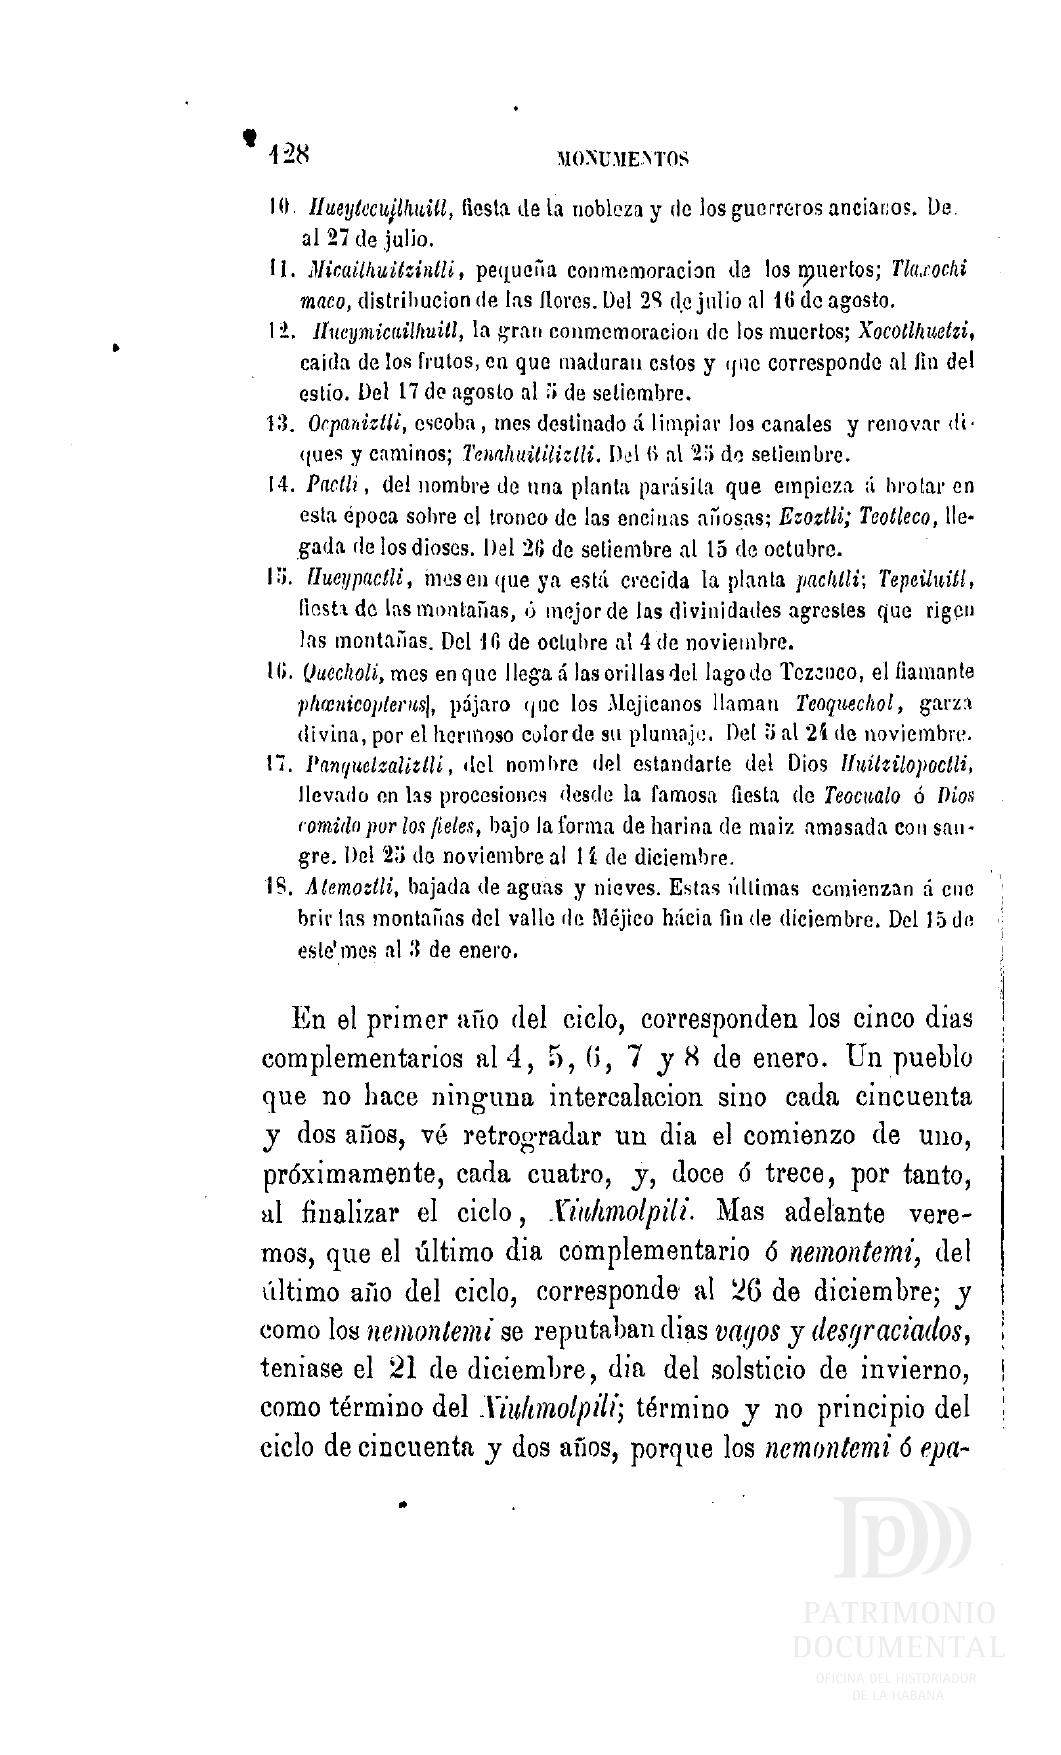 128 MONUMENTOS
10. Hueytecujlhuitl, fiesta de la nobleza y de los guerreros ancianos. De
al 27 de julio.
11. Micailhuitzintli, pequeña conmemoracion de los muertos; Tlaxochi
maco, distribucion de las flores. Del 28 de julio al 16 de agosto.
12. Hueymicailhuitl, la gran conmemoracion de los muertos; Xocotlhuetzi,
caida de los frutos, en que maduran estos y que corresponde al fin del
estío. Del 17 de agosto al 5 de setiembre.
13. Ocpaniztli, escoba, mes destinado á limpiar los canales y renovar di-
ques y caminos; Tenahuitiliztli. Del 6 al 25 de setiembre.
14. Pactli, del nombre de una planta parásita que empieza á brotar en
esta época sobre el tronco de las encinas añosas; Ezoztli; Teotleco, lle-
gada de los dioses. Del 26 de setiembre al 15 de octubre.
15. Hueypactli, mes en que ya está crecida la planta pachtli; Tepeiluitl,
fiesta de las montañas, ó mejor de las divinidades agrestes que rigen
las montañas. Del 16 de octubre al 4 de noviembre.
16. Quecholi, mes en que llega á las orillas del lago de Tezcuco, el flamante
phœnicopterus, pájaro que los Mejicanos llaman Teoquechol, garza
divina, por el hermoso color de su plumaje. Del 5 al 24 de noviembre.
17. Panquetzaliztli, del nombre del estandarte del Dios Huitzilopoctli,
llevado en las procesiones desde la famosa fiesta de Teocualo ó Dios
comido por los fieles, bajo la forma de harina de maiz amasada con san-
gre. Del 25 de noviembre al 14 de diciembre.
18. Atemoztli, bajada de aguas y nieves. Estas últimas comienzan á cuc
brir las montañas del valle de Méjico hácia fin de diciembre. Del 15 de
este mes al 3 de enero.
En el primer año del ciclo, corresponden los cinco dias
complementarios al 4, 5, 6, 7 y 8 de enero. Un pueblo
que no hace ninguna intercalacion sino cada cincuenta
y dos años, vé retrogradar un dia el comienzo de uno,
próximamente, cada cuatro, y, doce ó trece, por tanto,
al finalizar el ciclo, Xiuhmolpili. Mas adelante vere-
mos, que el último dia complementario ó nemontemi, del
último año del ciclo, corresponde al 26 de diciembre; y
como los nemontemi se reputaban dias vagos y desgraciados,
teniase el 21 de diciembre, dia del solsticio de invierno,
como término del Xiuhmolpili; término y no principio del
ciclo de cincuenta y dos años, porque los nemontemi ó epa-
PATRIMONIO
DOCUMENTAL
OFICINA DEL HISTORIADOR
DE LA HABANA